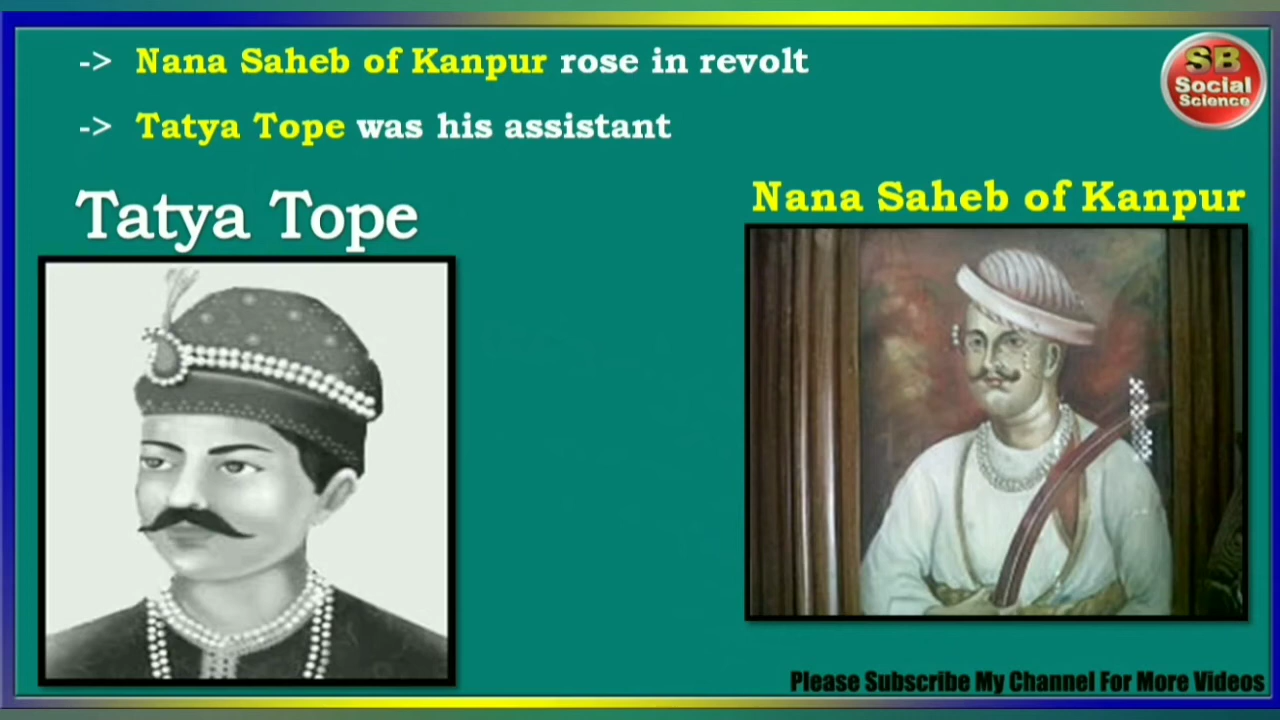 -> Nana Saheb of Kanpur rose in revolt
-> Tatya Tope was his assistant
SB
Social
Science
Tatya Tope
Nana Saheb of Kanpur
Please Subscribe My Channel For More Videos